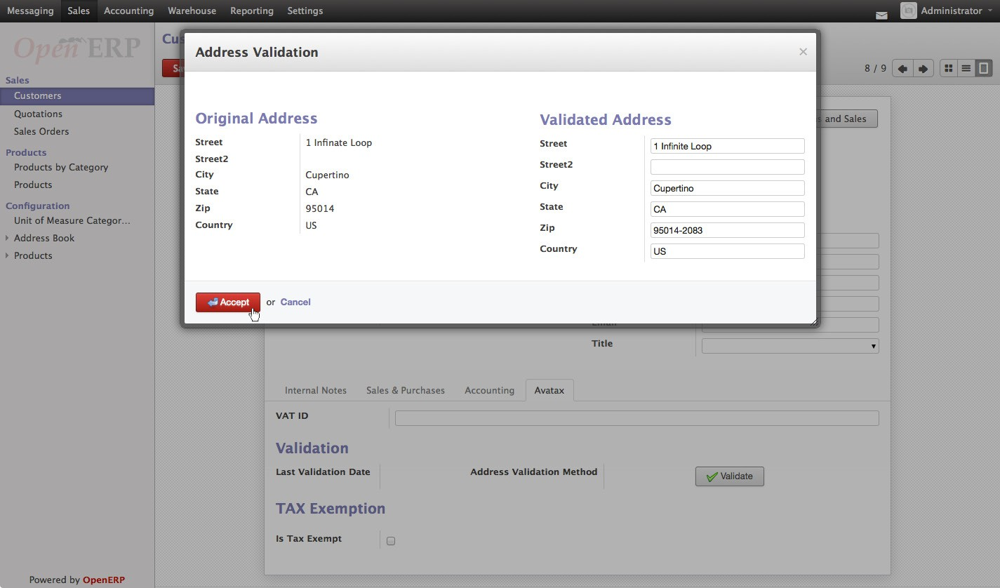 Messaging Sales Accounting Warehouse Reporting Settings Administrator
OpenERP
Sales
Customers
Quotations
Sales Orders
Products
Products by Category
Products
Configuration
Unit of Measure Categor...
Address Book
Products
Powered by OpenERP
8 / 9
and Sales
Address Validation
×
Original Address
Street 1 Infinate Loop
Street2
City Cupertino
State CA
Zip 95014
Country US
Validated Address
Street 1 Infinite Loop
Street2
City Cupertino
State CA
Zip 95014-2083
Country US
Accept or Cancel
Title
Internal Notes Sales & Purchases Accounting Avatax
VAT ID
Validation
Last Validation Date Address Validation Method Validate
TAX Exemption
Is Tax Exempt